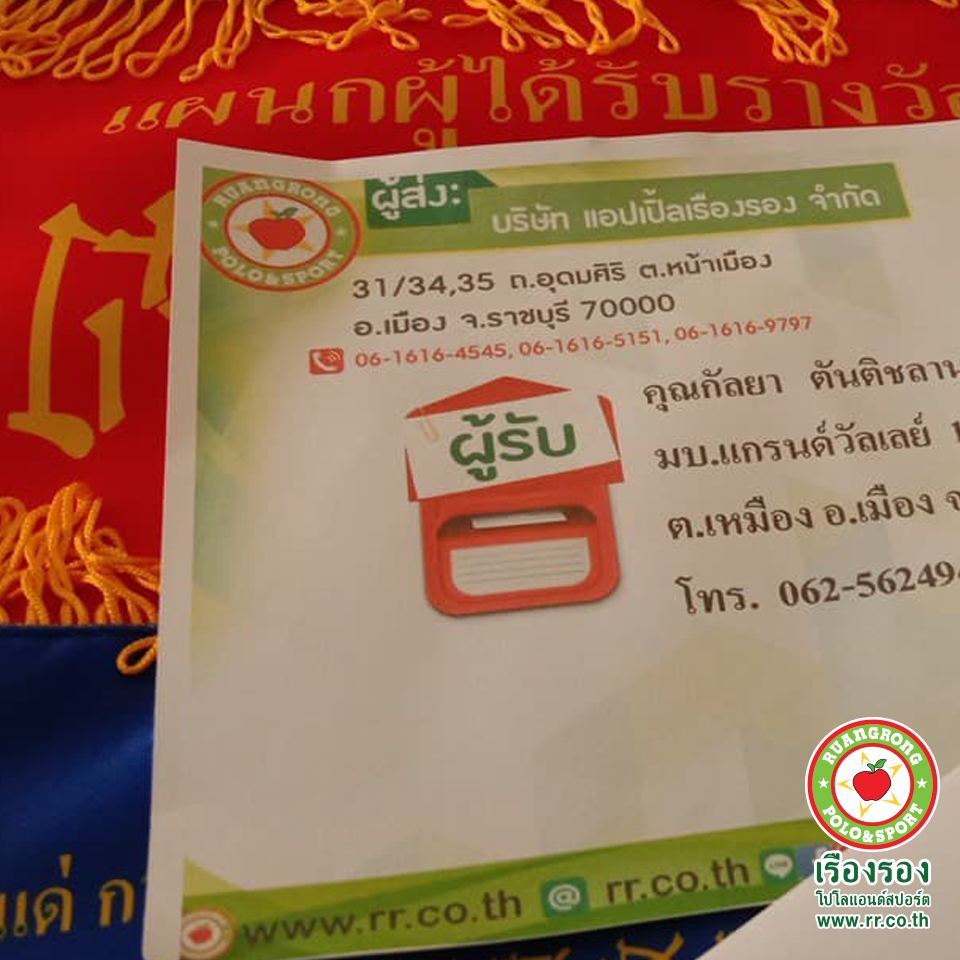 แผนกผู้ได้รับรางวัล
RUANGRONG
POLO&SPORT
ผู้ส่ง:
บริษัท แอปเปิ้ลเรืองรอง จำกัด
31/34,35 ถ.อุดมศิริ ต.หน้าเมือง
อ.เมือง จ.ราชบุรี 70000
06-1616-4545, 06-1616-5151, 06-1616-9797
ผู้รับ
คุณกัลยา ตันติชลาน
มบ.แกรนด์วัลเลย์ 1
ต.เหมือง อ.เมือง จ
โทร. 062-562494
www.rr.co.th @ rr.co.th LINE
RUANGRONG
POLO&SPORT
เรืองรอง
โปโลแอนด์สปอร์ต
www.rr.co.th